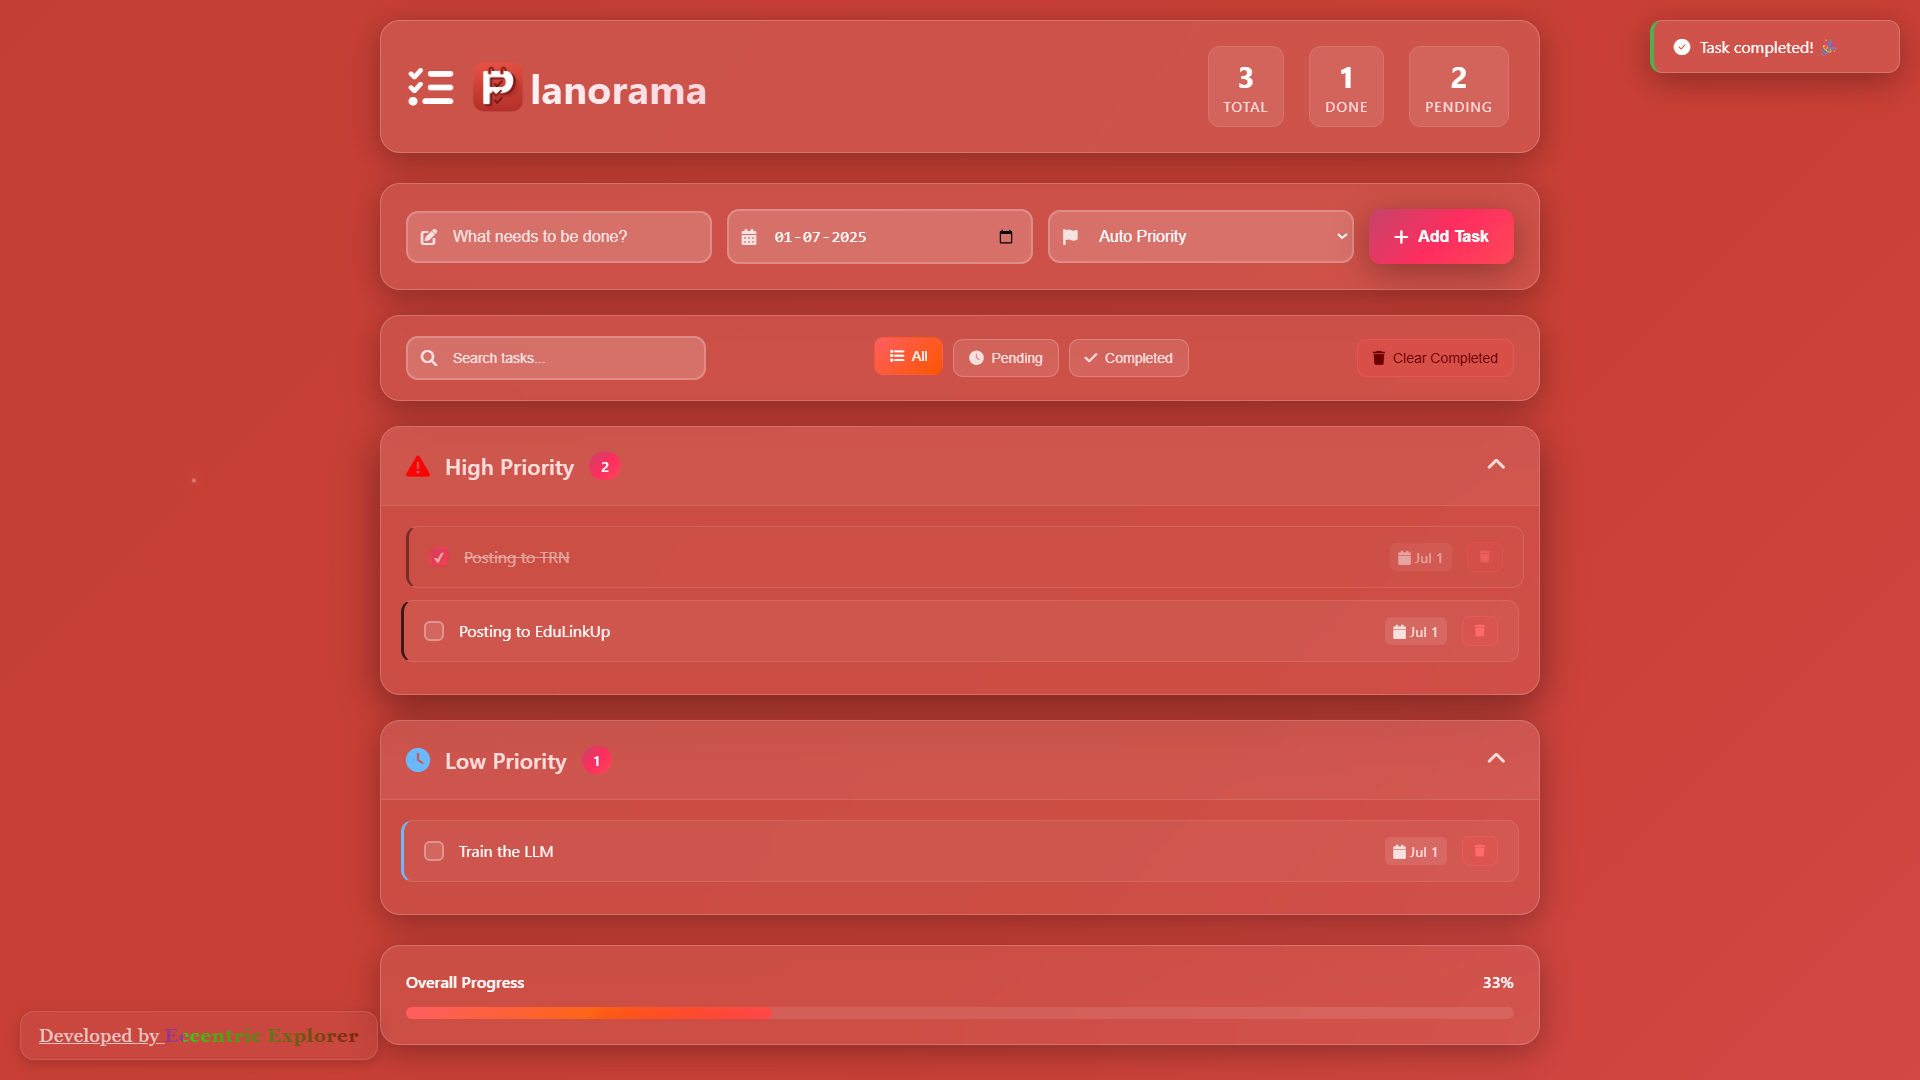 Planorama
3
TOTAL
1
DONE
2
PENDING
Task completed! 🎉
What needs to be done?
01-07-2025
Auto Priority
Add Task
Search tasks...
All
Pending
Completed
Clear Completed
High Priority 2
Posting to TRN
Jul 1
Posting to EduLinkUp
Jul 1
Low Priority 1
Train the LLM
Jul 1
Overall Progress
33%
Developed by Eccentric Explorer